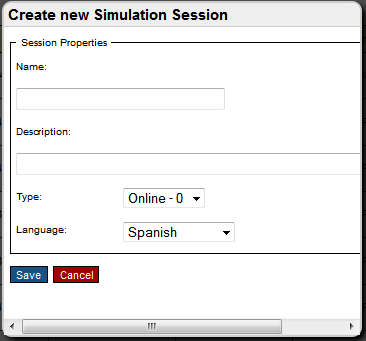 Create new Simulation Session
Session Properties
Name:
Description:
Type:
Online - 0
Language:
Spanish
Save
Cancel